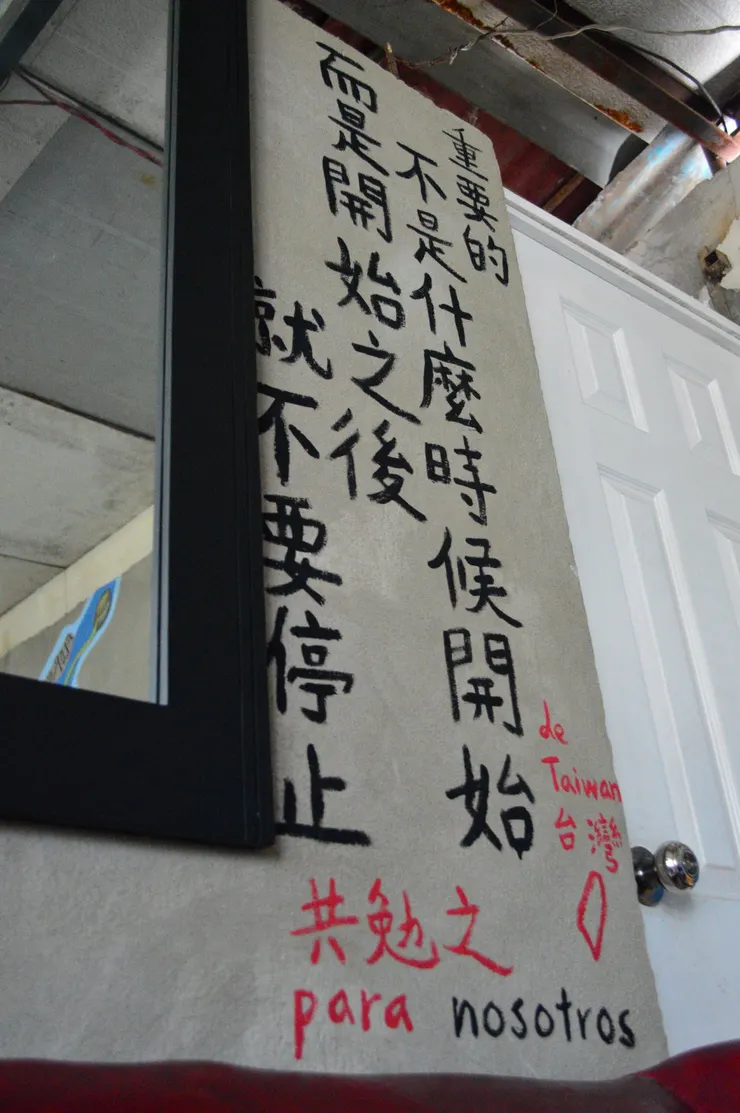 重要的
不是什麼時候開始
而是開始之後
就不要停止
de
Taiwan
台灣
共勉之
para nosotros